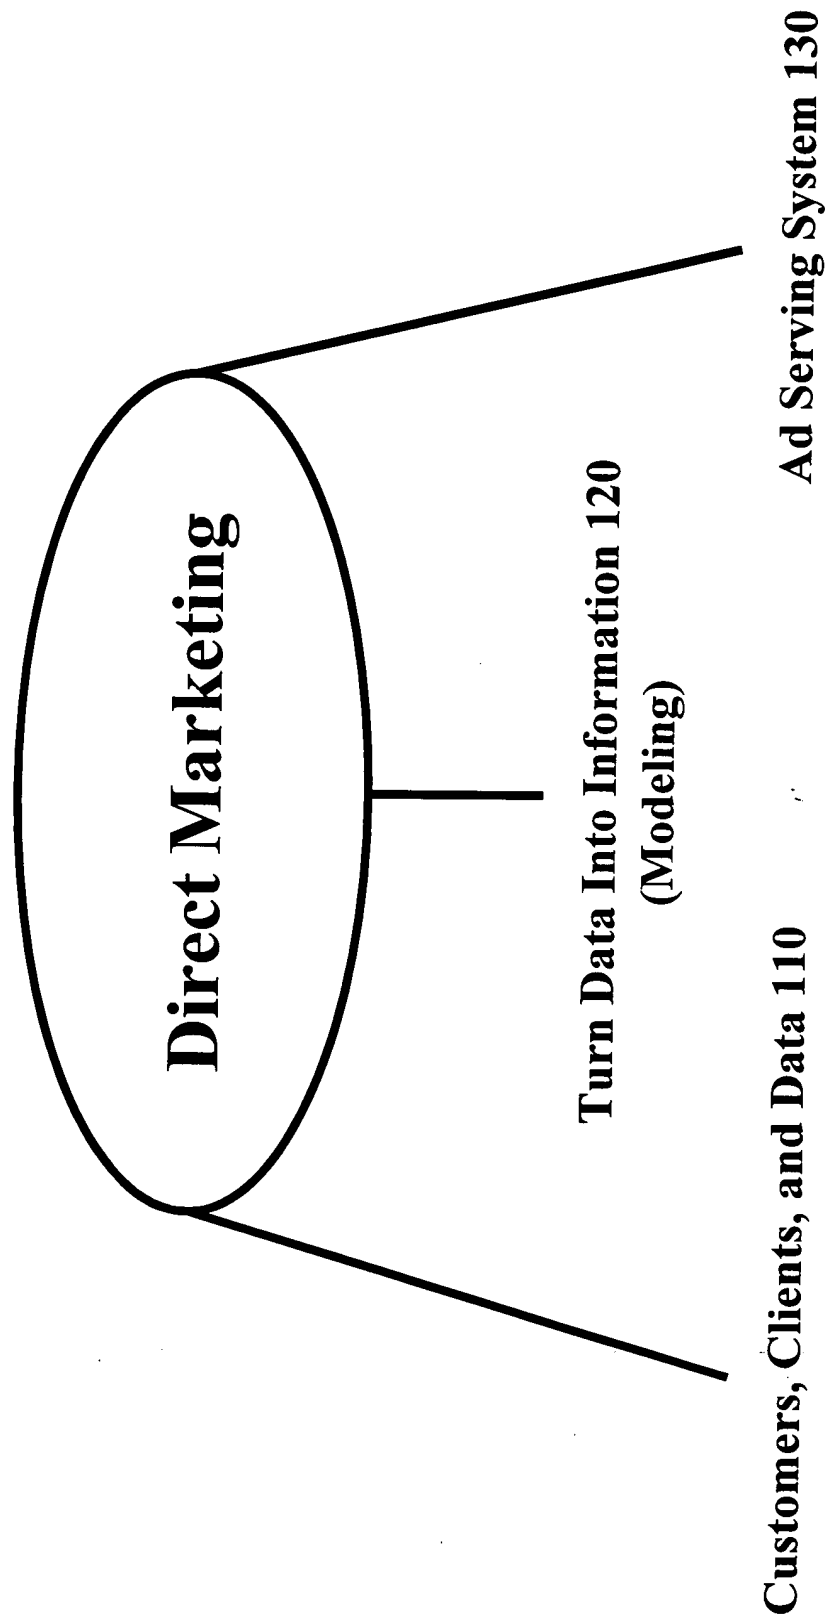 Direct Marketing
Turn Data Into Information 120
(Modeling)
Customers, Clients, and Data 110
Ad Serving System 130